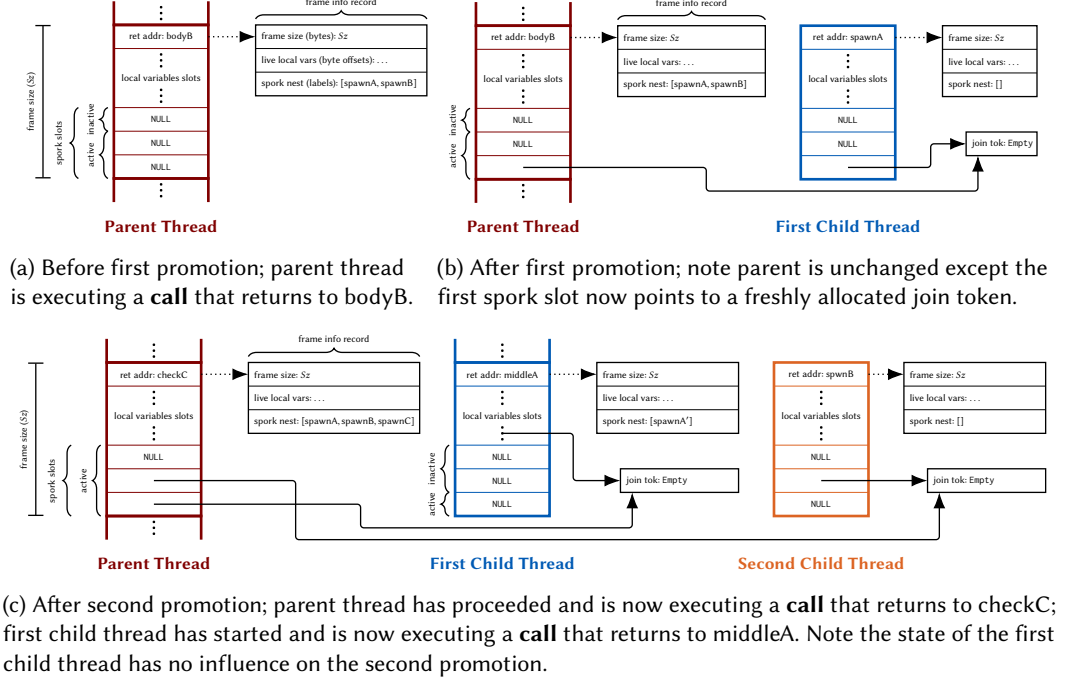 frame info record
ret addr: bodyB
frame size (bytes): Sz
live local vars (byte offsets): . . .
local variables slots
spork nest (labels): [spawnA, spawnB]
frame size (Sz)
spork slots
inactive
active
NULL
NULL
NULL
Parent Thread
frame info record
ret addr: bodyB
frame size: Sz
live local vars: . . .
local variables slots
spork nest: [spawnA, spawnB]
inactive
active
NULL
NULL
Parent Thread
ret addr: spawnA
frame size: Sz
live local vars: . . .
local variables slots
spork nest: []
NULL
NULL
join tok: Empty
First Child Thread
(a) Before first promotion; parent thread
is executing a call that returns to bodyB.
(b) After first promotion; note parent is unchanged except the
first spork slot now points to a freshly allocated join token.
frame info record
ret addr: checkC
frame size: Sz
live local vars: . . .
local variables slots
spork nest: [spawnA, spawnB, spawnC]
frame size (Sz)
spork slots
active
NULL
Parent Thread
ret addr: middleA
frame size: Sz
live local vars: . . .
local variables slots
spork nest: [spawnA′]
inactive
active
NULL
NULL
NULL
join tok: Empty
First Child Thread
ret addr: spwnB
frame size: Sz
live local vars: . . .
local variables slots
spork nest: []
NULL
NULL
join tok: Empty
Second Child Thread
(c) After second promotion; parent thread has proceeded and is now executing a call that returns to checkC;
first child thread has started and is now executing a call that returns to middleA. Note the state of the first
child thread has no influence on the second promotion.